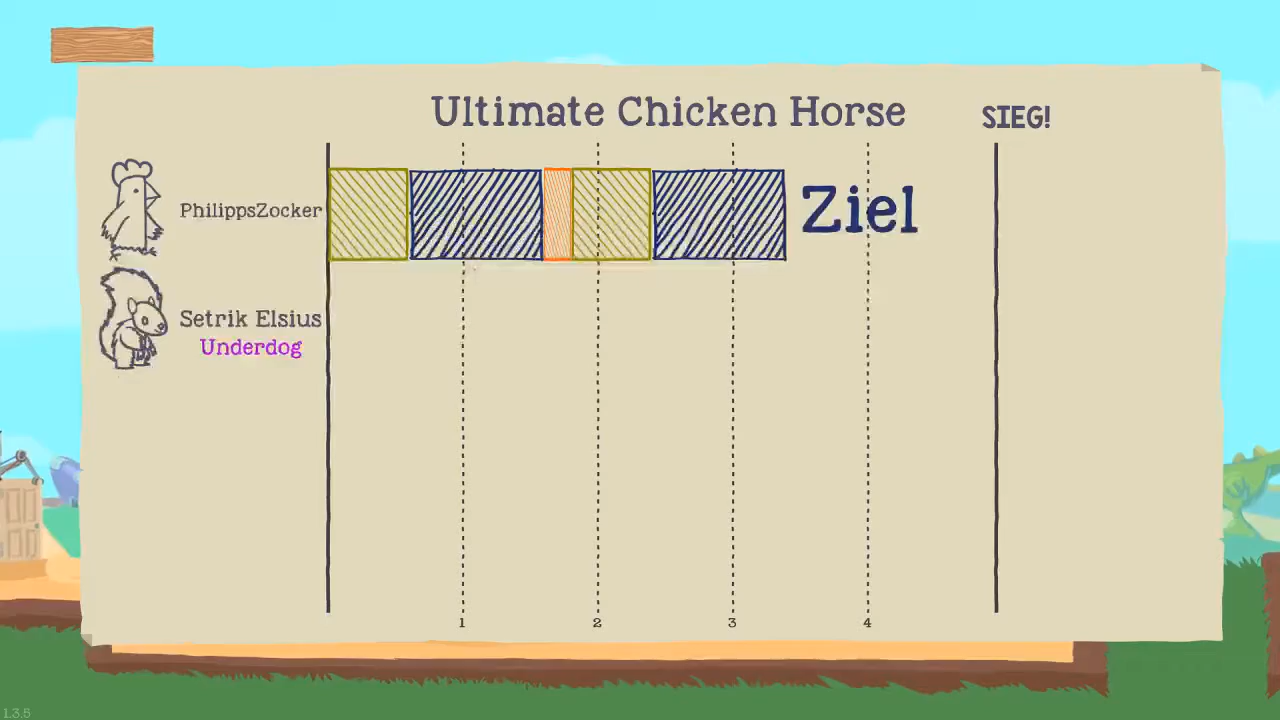 Ultimate Chicken Horse
SIEG!
PhilippsZocker
Ziel
Setrik Elsius
Underdog
1 2 3 4
1.3.5